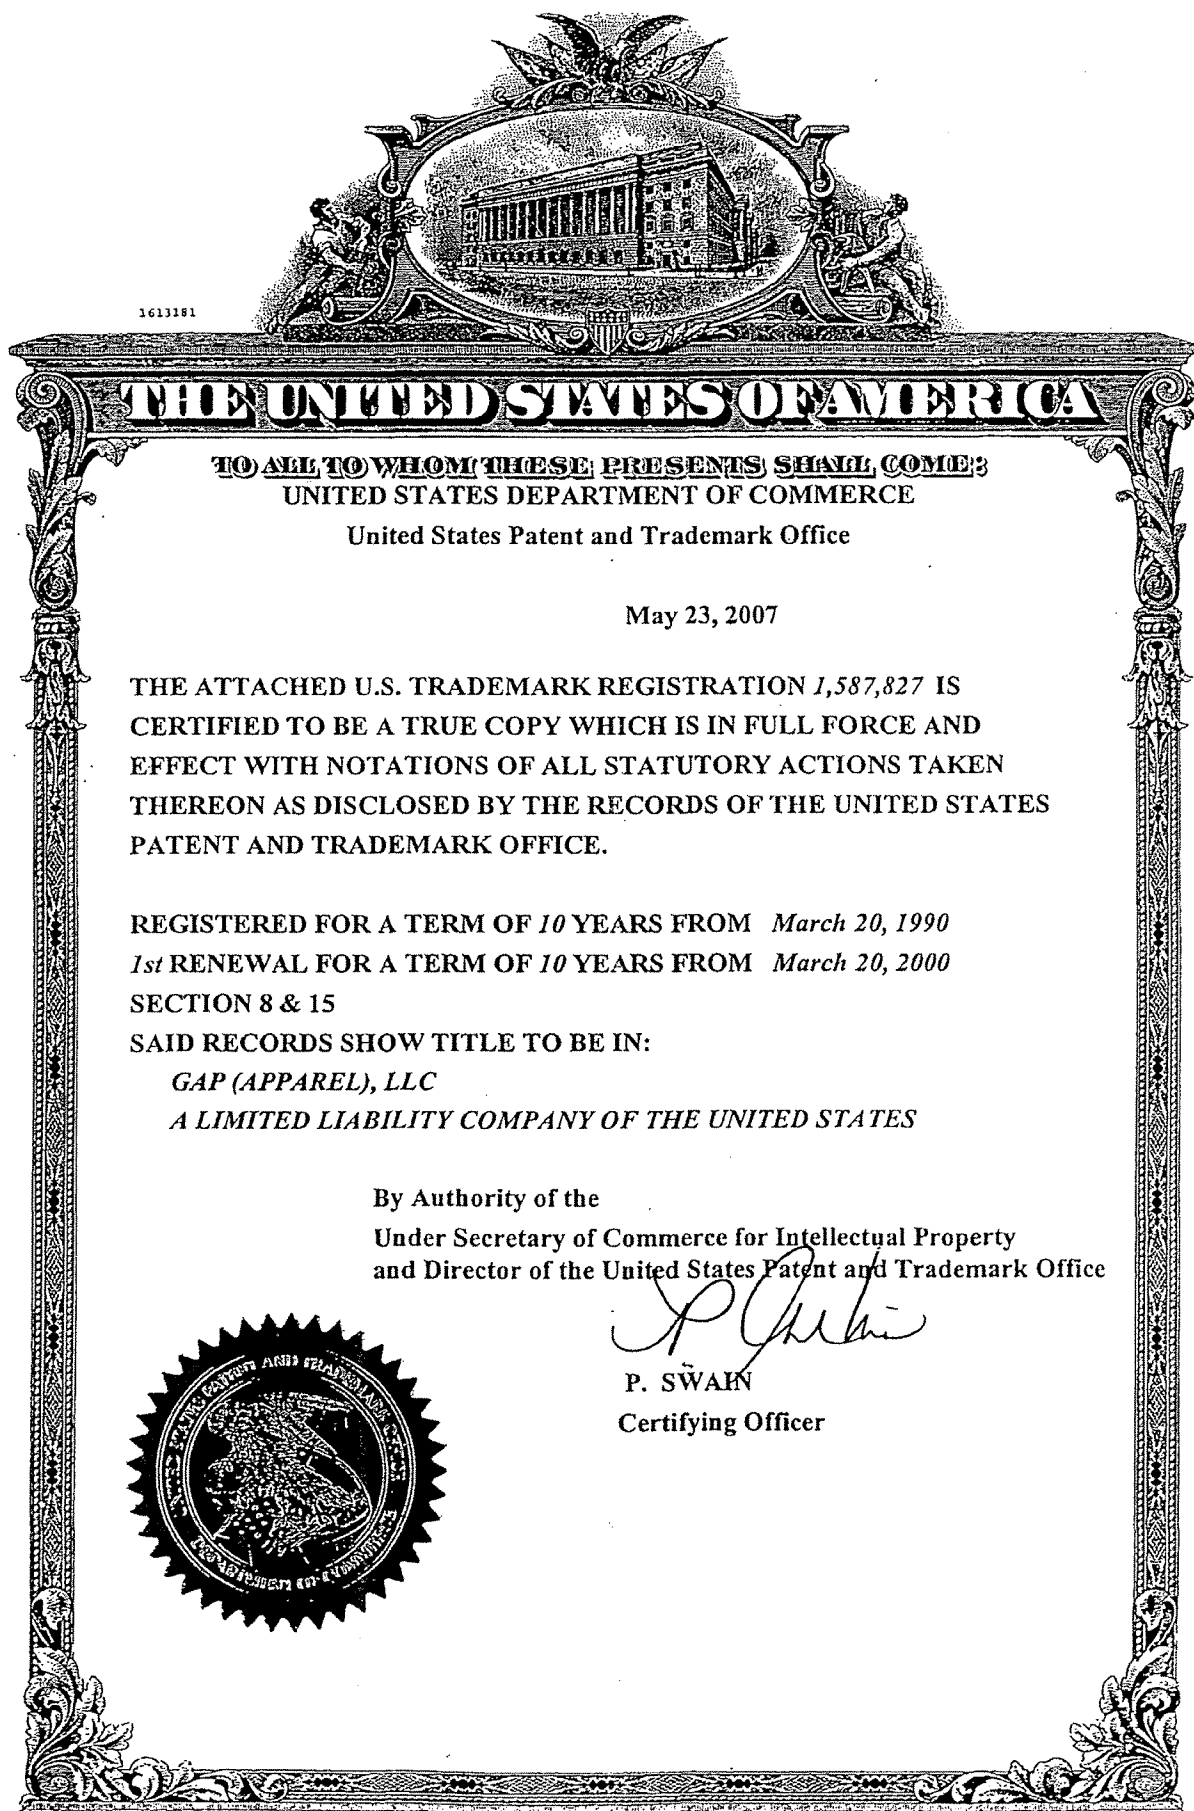 1613181
THE UNITED STATES OF AMERICA
TO ALL TO WHOM THESE PRESENTS SHALL COME:
UNITED STATES DEPARTMENT OF COMMERCE
United States Patent and Trademark Office
May 23, 2007
THE ATTACHED U.S. TRADEMARK REGISTRATION 1,587,827 IS
CERTIFIED TO BE A TRUE COPY WHICH IS IN FULL FORCE AND
EFFECT WITH NOTATIONS OF ALL STATUTORY ACTIONS TAKEN
THEREON AS DISCLOSED BY THE RECORDS OF THE UNITED STATES
PATENT AND TRADEMARK OFFICE.
REGISTERED FOR A TERM OF 10 YEARS FROM March 20, 1990
1st RENEWAL FOR A TERM OF 10 YEARS FROM March 20, 2000
SECTION 8 & 15
SAID RECORDS SHOW TITLE TO BE IN:
GAP (APPAREL), LLC
A LIMITED LIABILITY COMPANY OF THE UNITED STATES
By Authority of the
Under Secretary of Commerce for Intellectual Property
and Director of the United States Patent and Trademark Office
P. SWAIN
Certifying Officer